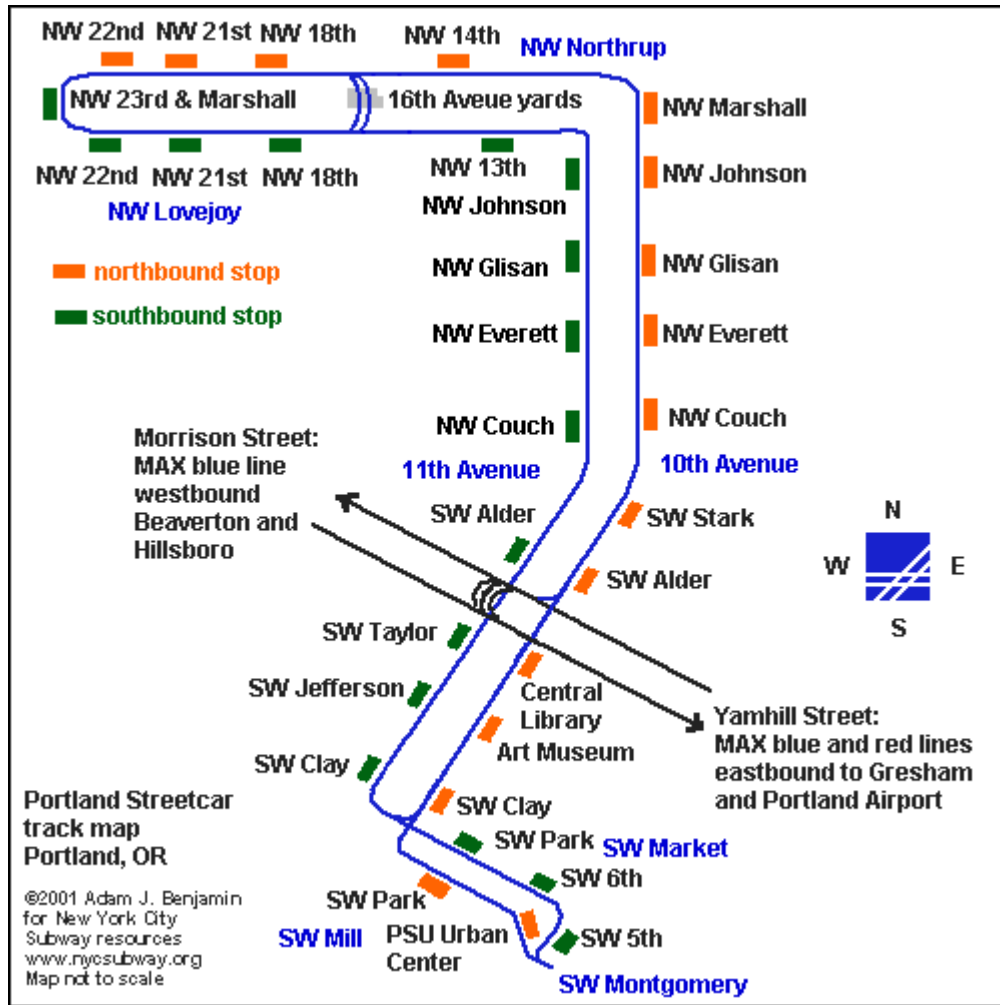 NW 22nd
NW 21st
NW 18th
NW 14th
NW Northrup
NW 23rd & Marshall
16th Aveue yards
NW Marshall
NW 22nd
NW 21st
NW 18th
NW 13th
NW Johnson
NW Lovejoy
NW Johnson
northbound stop
NW Glisan
NW Glisan
southbound stop
NW Everett
NW Everett
NW Couch
NW Couch
Morrison Street:
MAX blue line
westbound
Beaverton and
Hillsboro
11th Avenue
10th Avenue
SW Alder
SW Stark
N
W
E
S
SW Alder
SW Taylor
SW Jefferson
Central
Library
Art Museum
Yamhill Street:
MAX blue and red lines
eastbound to Gresham
and Portland Airport
SW Clay
SW Clay
Portland Streetcar
track map
Portland, OR
SW Park
SW Market
SW 6th
SW Park
©2001 Adam J. Benjamin
for New York City
Subway resources
www.nycsubway.org
Map not to scale
SW Mill
PSU Urban
Center
SW 5th
SW Montgomery